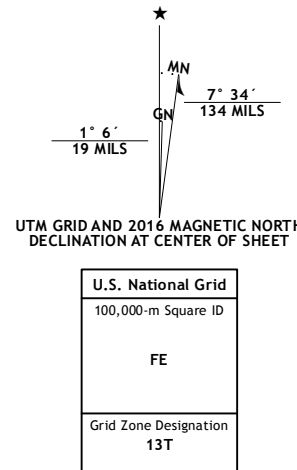 ★
MN
GN
7° 34´
134 MILS
1° 6´
19 MILS
UTM GRID AND 2016 MAGNETIC NORTH
DECLINATION AT CENTER OF SHEET
U.S. National Grid
100,000-m Square ID
FE
Grid Zone Designation
13T